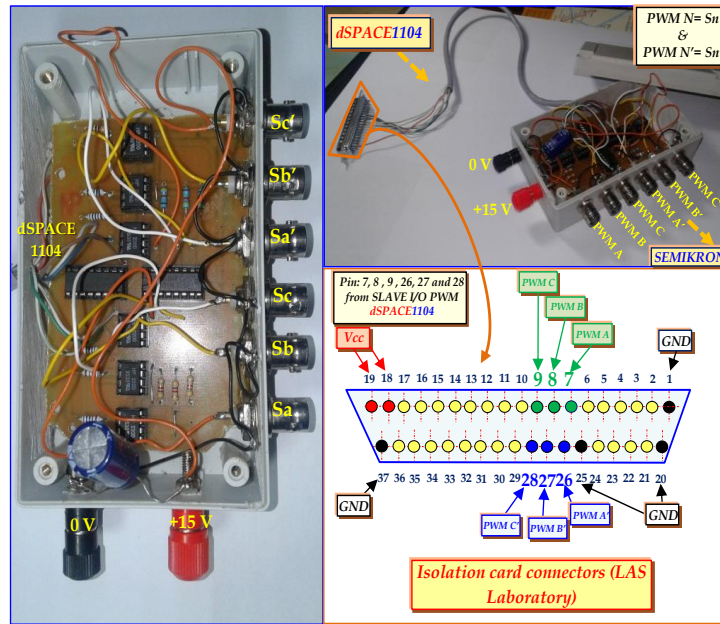 Sc'
Sb'
Sa'
dSPACE
1104
Sc
Sb
Sa
0 V
+15 V
dSPACE1104
PWM N= Sn
&
PWM N'= Sn
0 V
+15 V
PWM A
PWM B
PWM C
PWM A'
PWM B'
PWM C'
SEMIKRON
Pin: 7, 8 , 9 , 26, 27 and 28
from SLAVE I/O PWM
dSPACE1104
PWM C
PWM B
PWM A
Vcc
GND
19 18 17 16 15 14 13 12 11 10 9 8 7 6 5 4 3 2 1
37 36 35 34 33 32 31 30 29 28 27 26 25 24 23 22 21 20
GND
PWM C'
PWM B'
PWM A'
GND
Isolation card connectors (LAS
Laboratory)